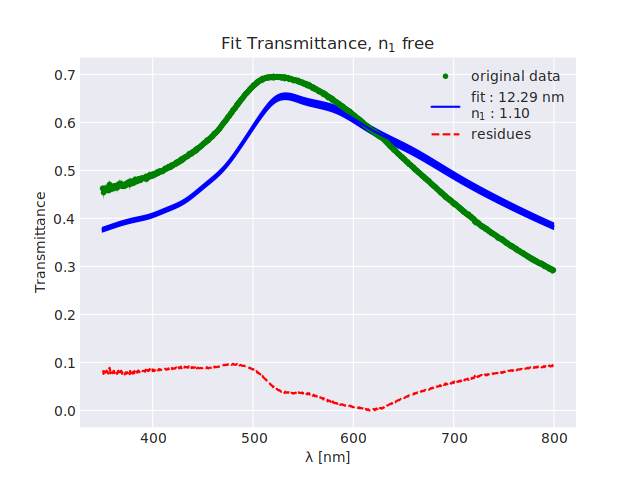 Fit Transmittance, n₁ free
original data
fit : 12.29 nm
n₁ : 1.10
residues
Transmittance
0.7
0.6
0.5
0.4
0.3
0.2
0.1
0.0
400 500 600 700 800
λ [nm]